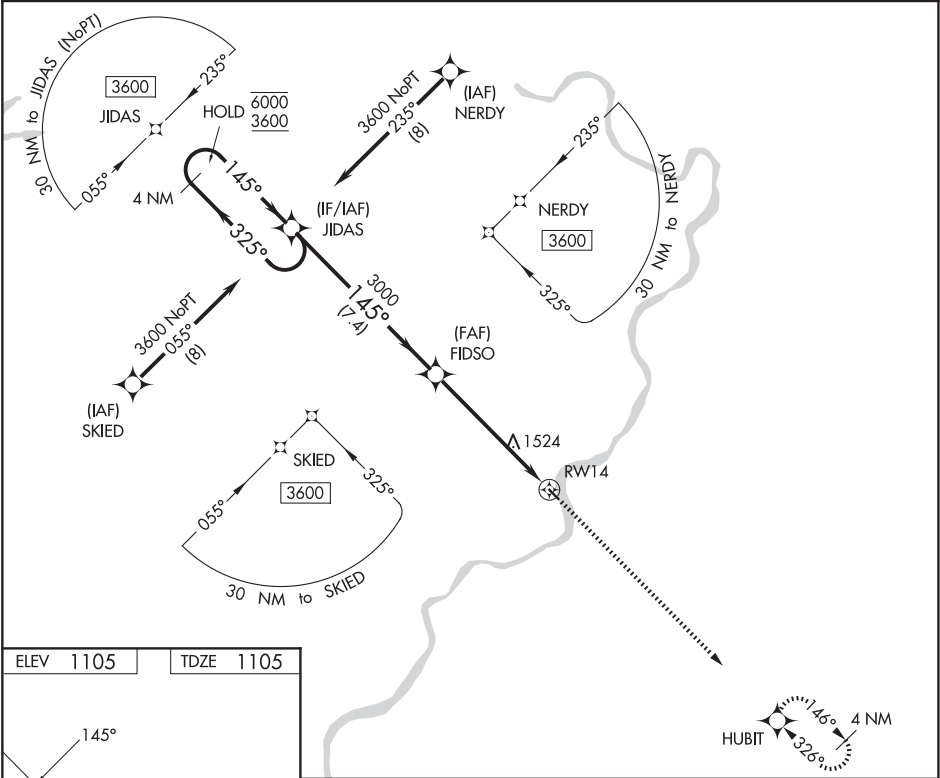 30 NM to JIDAS (NoPT)
3600
JIDAS
235°
055°
HOLD
6000
3600
4 NM
145°
325°
(IF/IAF)
JIDAS
3600 NoPT
235°
(8)
(IAF)
NERDY
235°
NERDY
3600
325°
30 NM to NERDY
3600 NoPT
055°
(8)
(IAF)
SKIED
3000
145°
(7.4)
(FAF)
FIDSO
1524
RW14
SKIED
3600
055°
325°
30 NM to SKIED
ELEV 1105
TDZE 1105
145°
HUBIT
146°
326°
4 NM